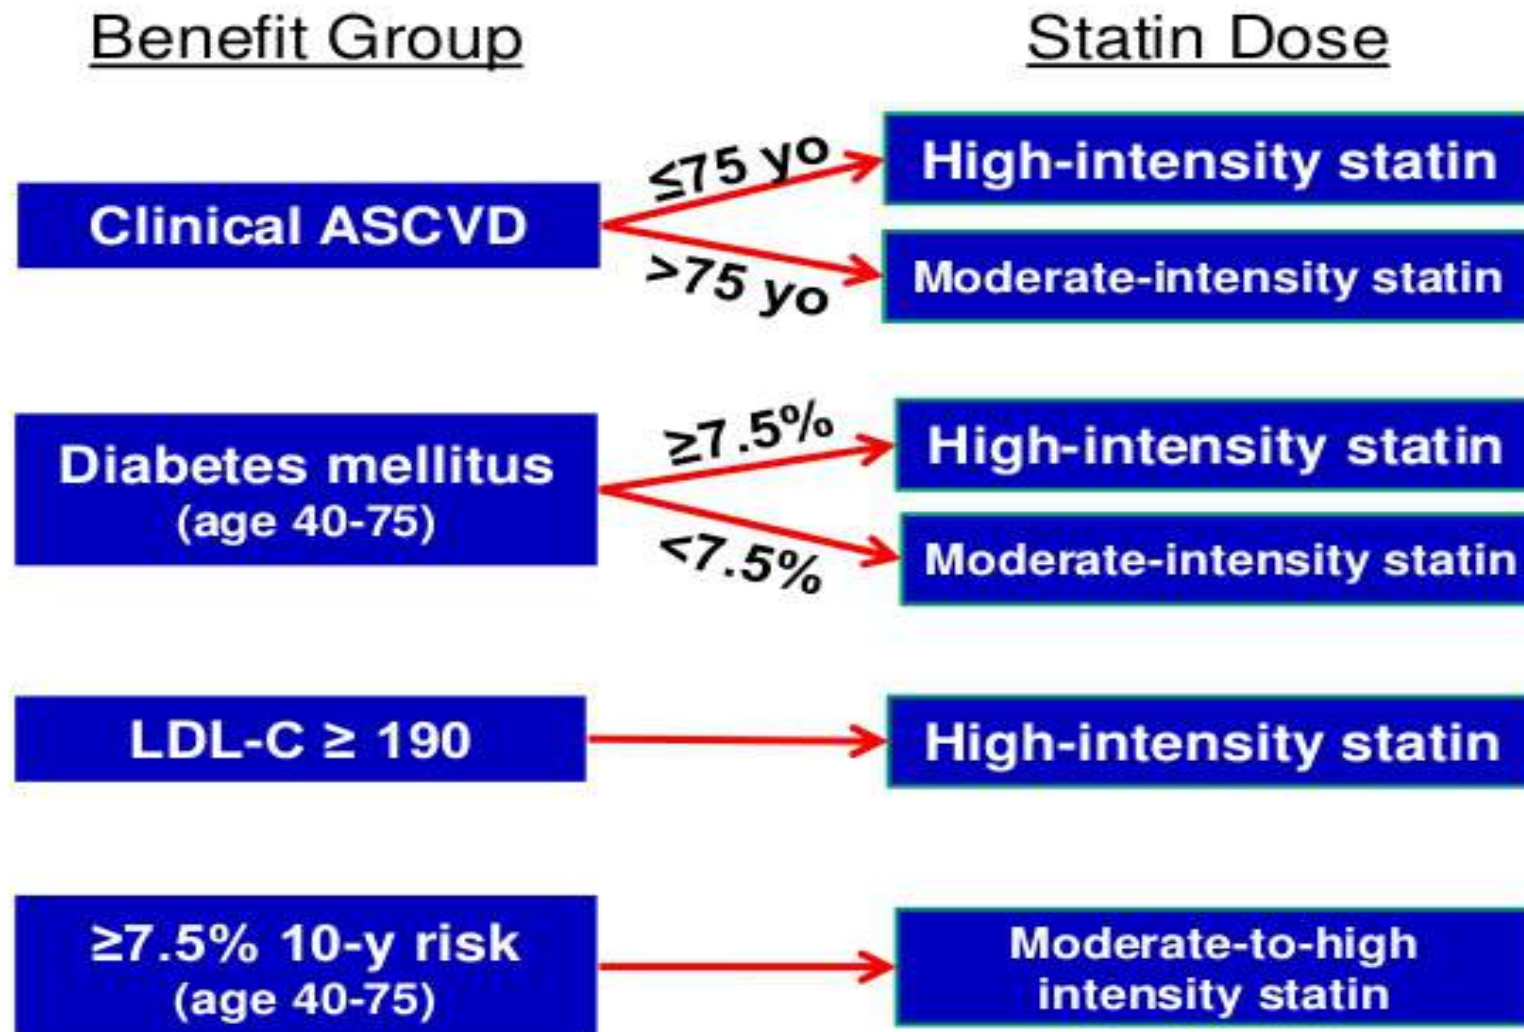 Benefit Group
Statin Dose
Clinical ASCVD
≤75 yo
High-intensity statin
>75 yo
Moderate-intensity statin
Diabetes mellitus
(age 40-75)
≥7.5%
High-intensity statin
<7.5%
Moderate-intensity statin
LDL-C ≥ 190
High-intensity statin
≥7.5% 10-y risk
(age 40-75)
Moderate-to-high
intensity statin